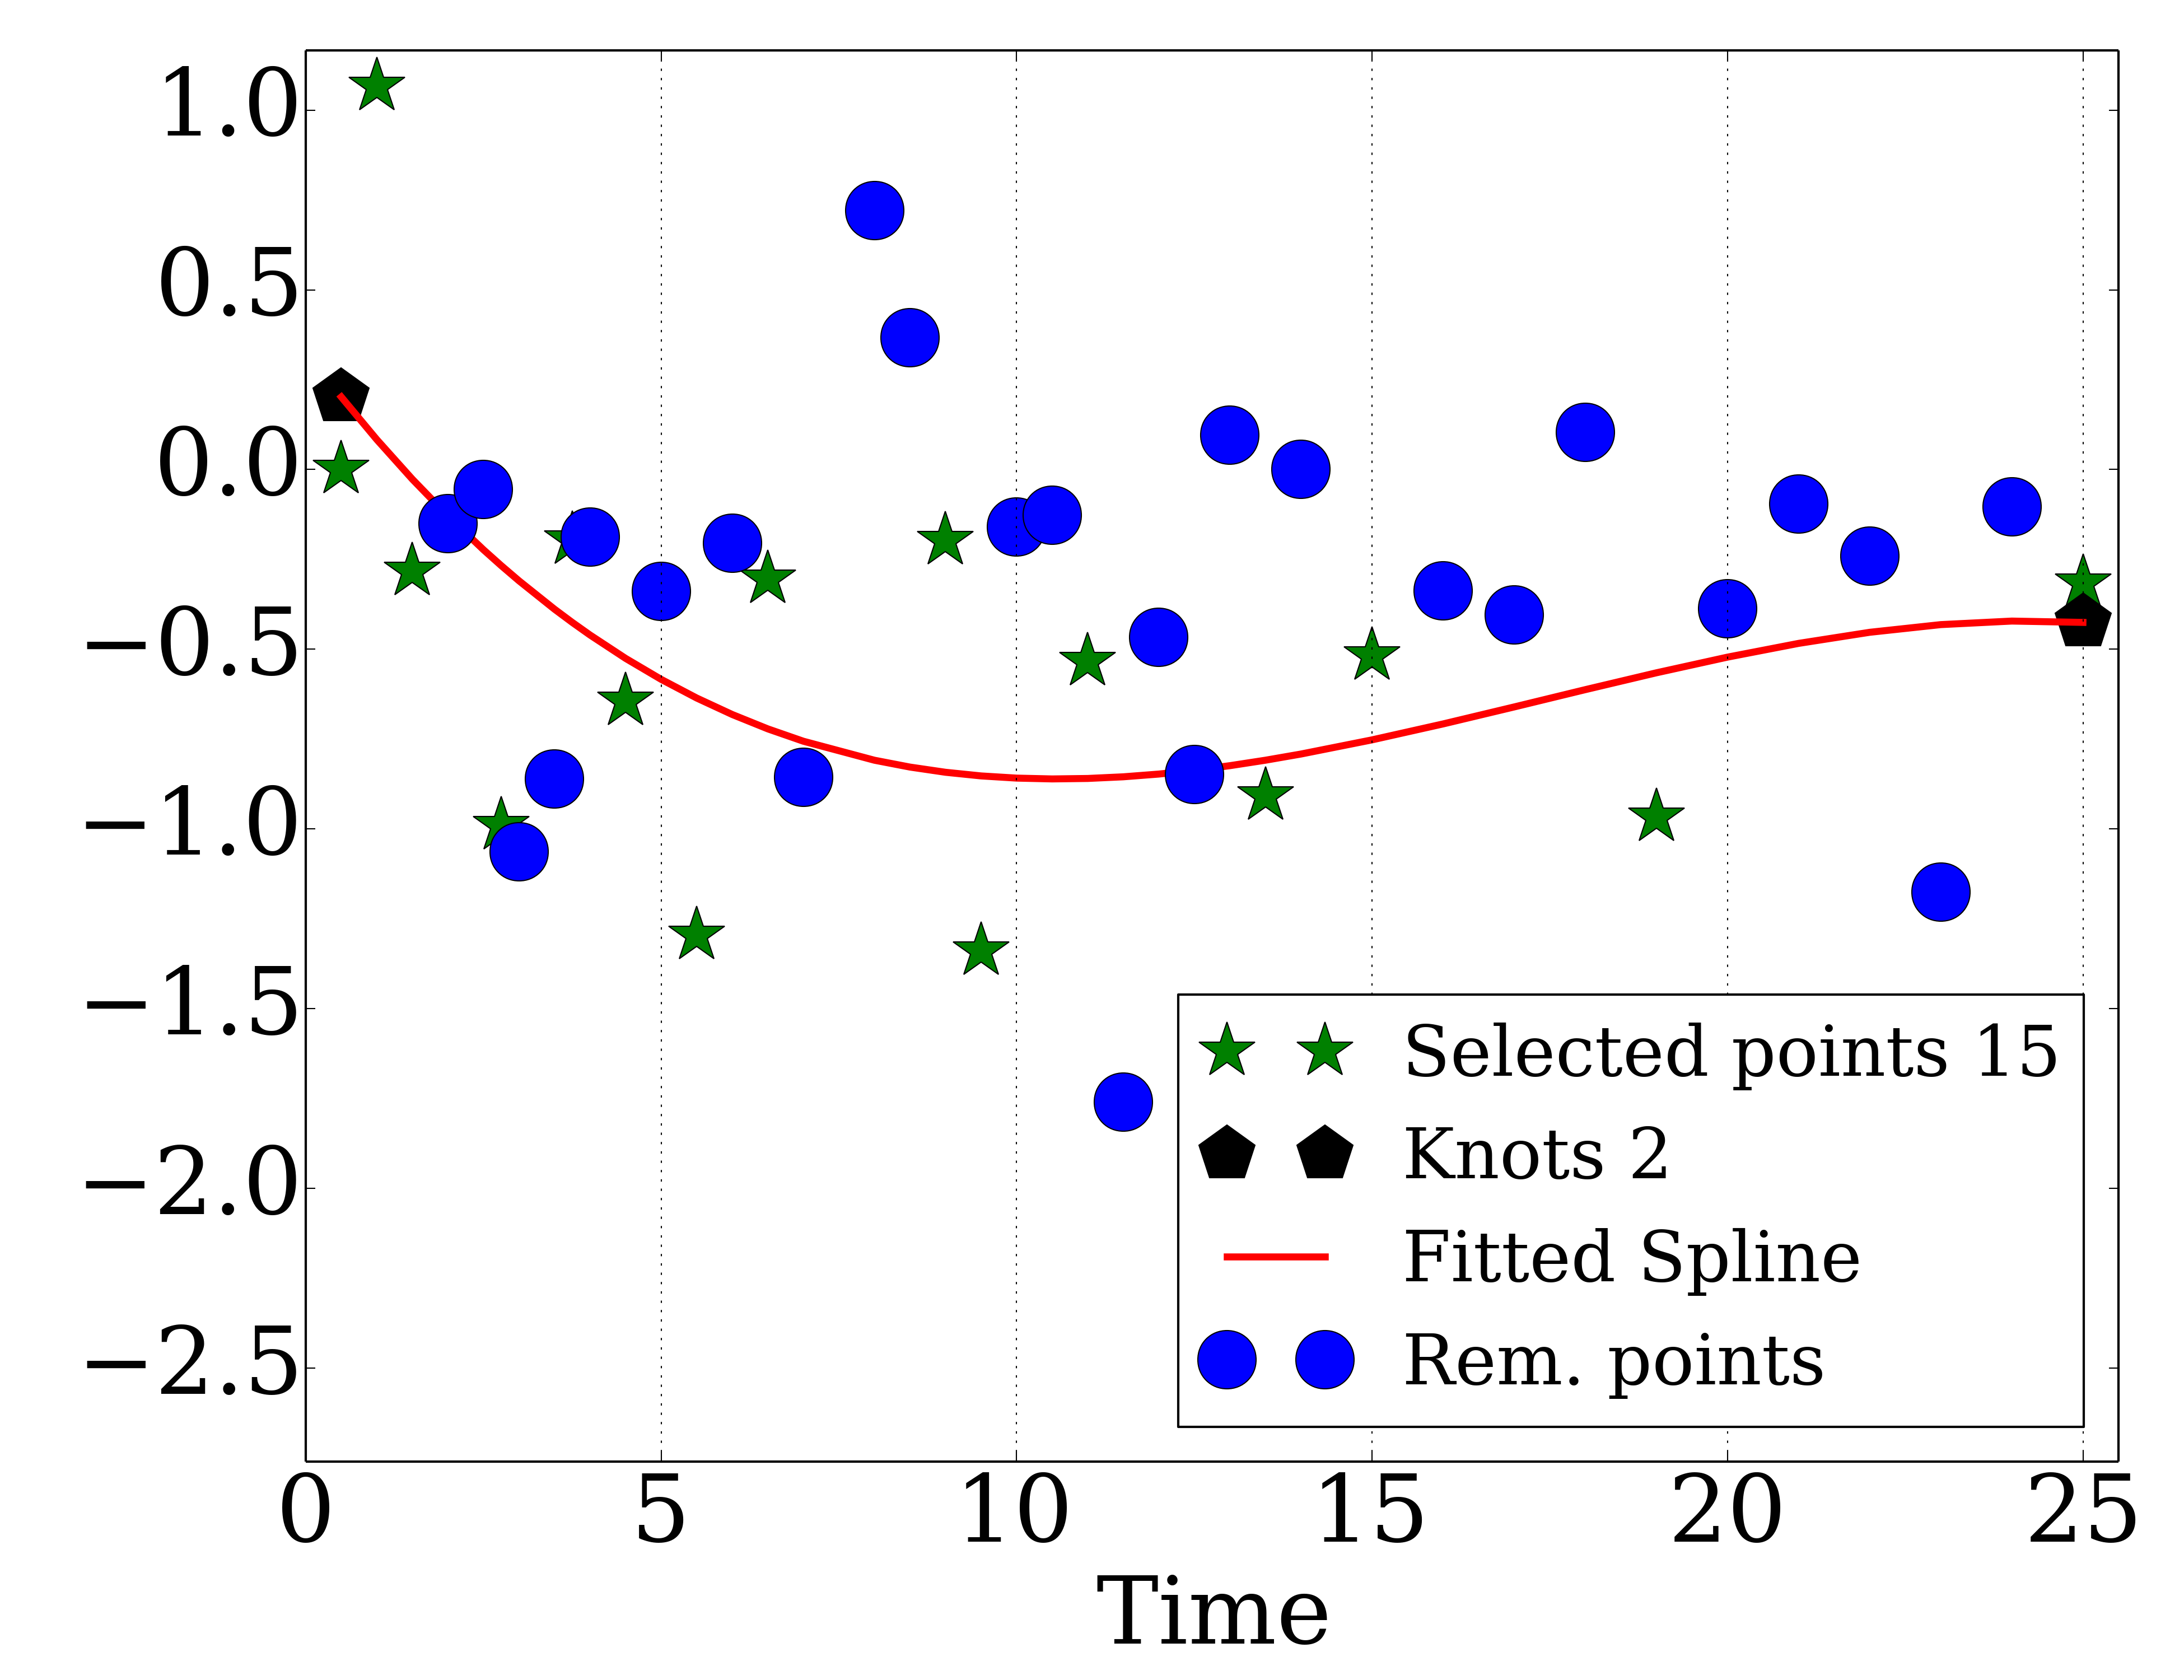 1.0
0.5
0.0
−0.5
−1.0
−1.5
−2.0
−2.5
Selected points 15
Knots 2
Fitted Spline
Rem. points
0 5 10 15 20 25
Time